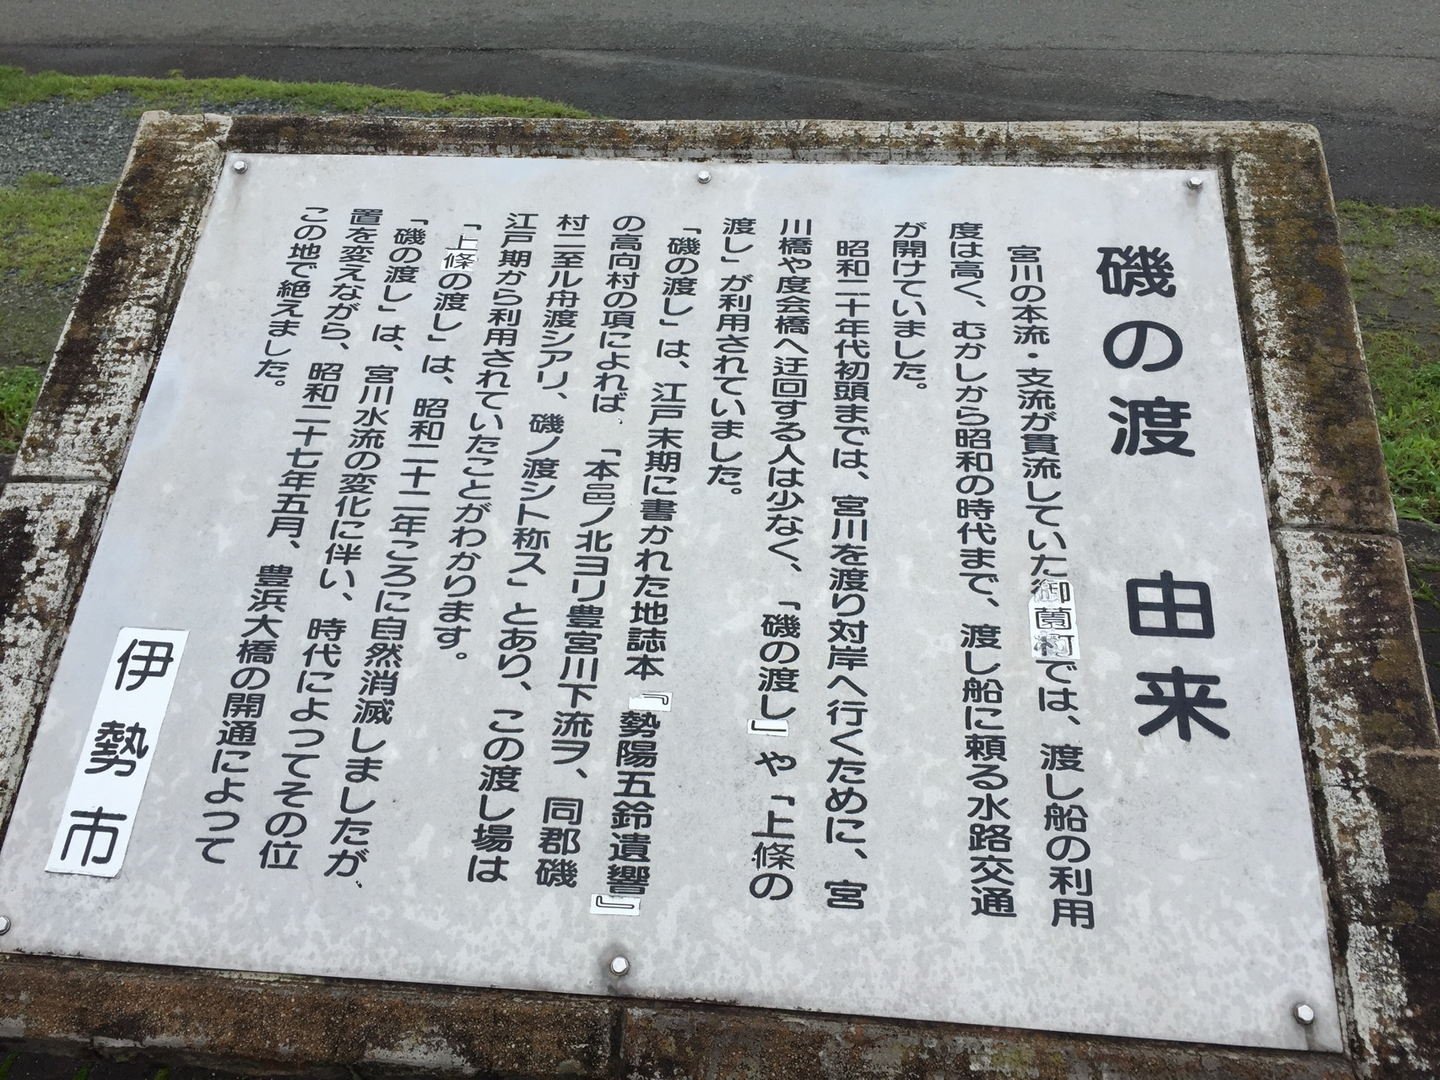 磯の渡　由来
宮川の本流・支流が貫流していた御薗村では、渡し船の利用
度は高く、むかしから昭和の時代まで、渡し船に頼る水路交通
が開けていました。
昭和二十年代初頭までは、宮川を渡り対岸へ行くために、宮
川橋や度会橋へ迂回する人は少なく、「磯の渡し」や「上條の
渡し」が利用されていました。
「磯の渡し」は、江戸末期に書かれた地誌本『勢陽五鈴遺響』
の高向村の項によれば、「本邑ノ北ヨリ豊宮川下流ヲ、同郡磯
村ニ至ル舟渡シアリ、磯ノ渡シト称ス」とあり、この渡し場は
江戸期から利用されていたことがわかります。
「上條の渡し」は、昭和二十二年ころに自然消滅しましたが、
「磯の渡し」は、宮川水流の変化に伴い、時代によってその位
置を変えながら、昭和二十七年五月、豊浜大橋の開通によって
この地で絶えました。
伊勢市